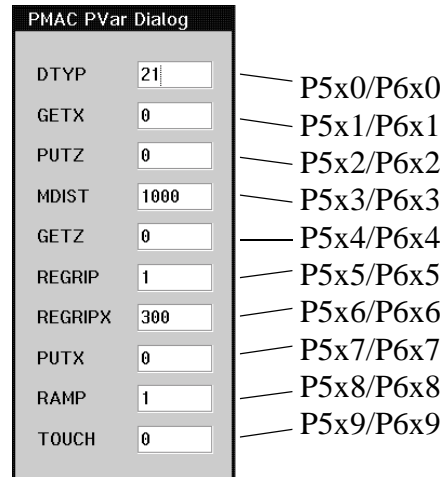 PMAC PVar Dialog
DTYP 21 P5x0/P6x0
GETX 0 P5x1/P6x1
PUTZ 0 P5x2/P6x2
MDIST 1000 P5x3/P6x3
GETZ 0 P5x4/P6x4
REGRIP 1 P5x5/P6x5
REGRIPX 300 P5x6/P6x6
PUTX 0 P5x7/P6x7
RAMP 1 P5x8/P6x8
TOUCH 0 P5x9/P6x9